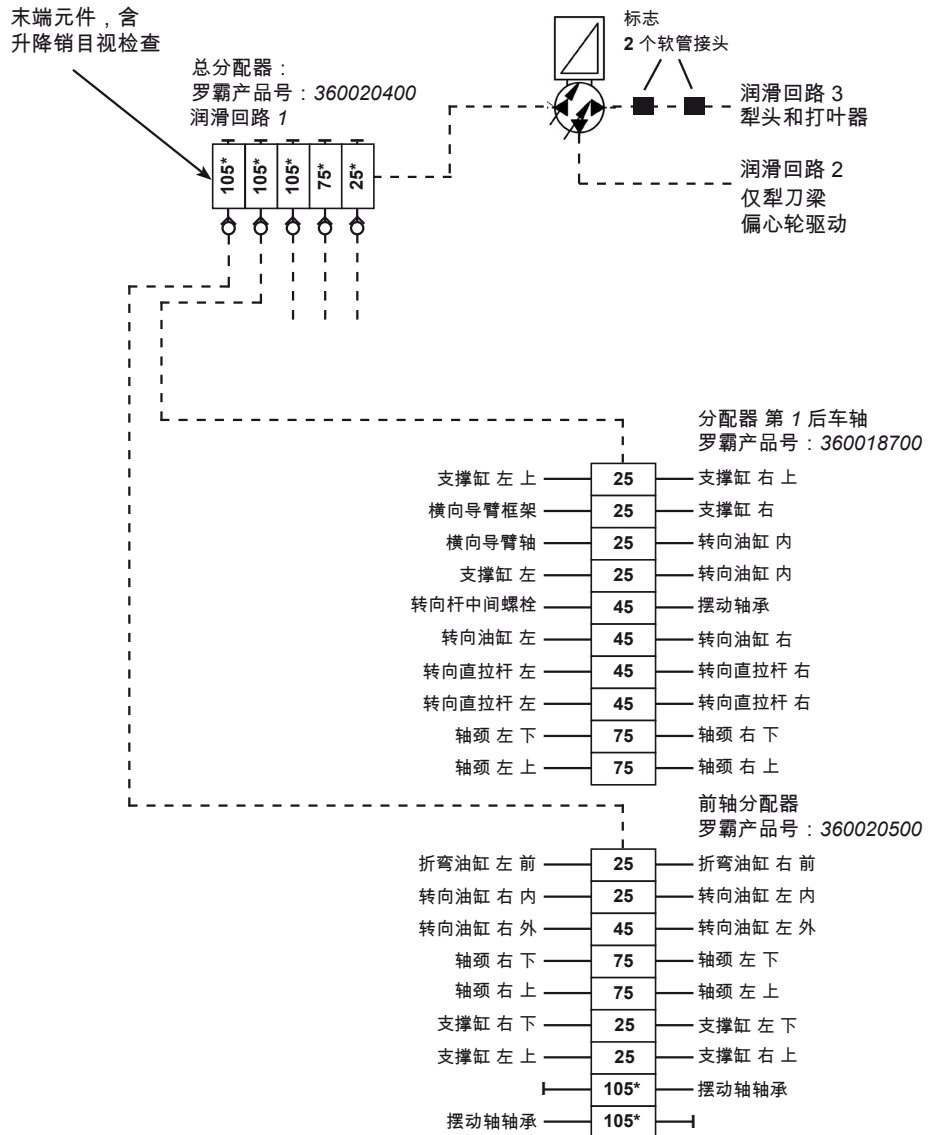 末端元件，含
升降销目视检查
总分配器：
罗霸产品号：360020400
润滑回路 1
标志
2 个软管接头
润滑回路 3
犁头和打叶器
润滑回路 2
仅犁刀梁
偏心轮驱动
105* 105* 105* 75* 25*
分配器 第 1 后车轴
罗霸产品号：360018700
支撑缸 左 上 25 支撑缸 右 上
横向导臂框架 25 支撑缸 右
横向导臂轴 25 转向油缸 内
支撑缸 左 25 转向油缸 内
转向杆中间螺栓 45 摆动轴承
转向油缸 左 45 转向油缸 右
转向直拉杆 左 45 转向直拉杆 右
转向直拉杆 左 45 转向直拉杆 右
轴颈 左 下 75 轴颈 右 下
轴颈 左 上 75 轴颈 右 上
前轴分配器
罗霸产品号：360020500
折弯油缸 左 前 25 折弯油缸 右 前
转向油缸 右 内 25 转向油缸 左 内
转向油缸 右 外 45 转向油缸 左 外
轴颈 右 下 75 轴颈 左 下
轴颈 右 上 75 轴颈 左 上
支撑缸 右 下 25 支撑缸 左 下
支撑缸 左 上 25 支撑缸 右 上
105* 摆动轴轴承
摆动轴轴承 105*